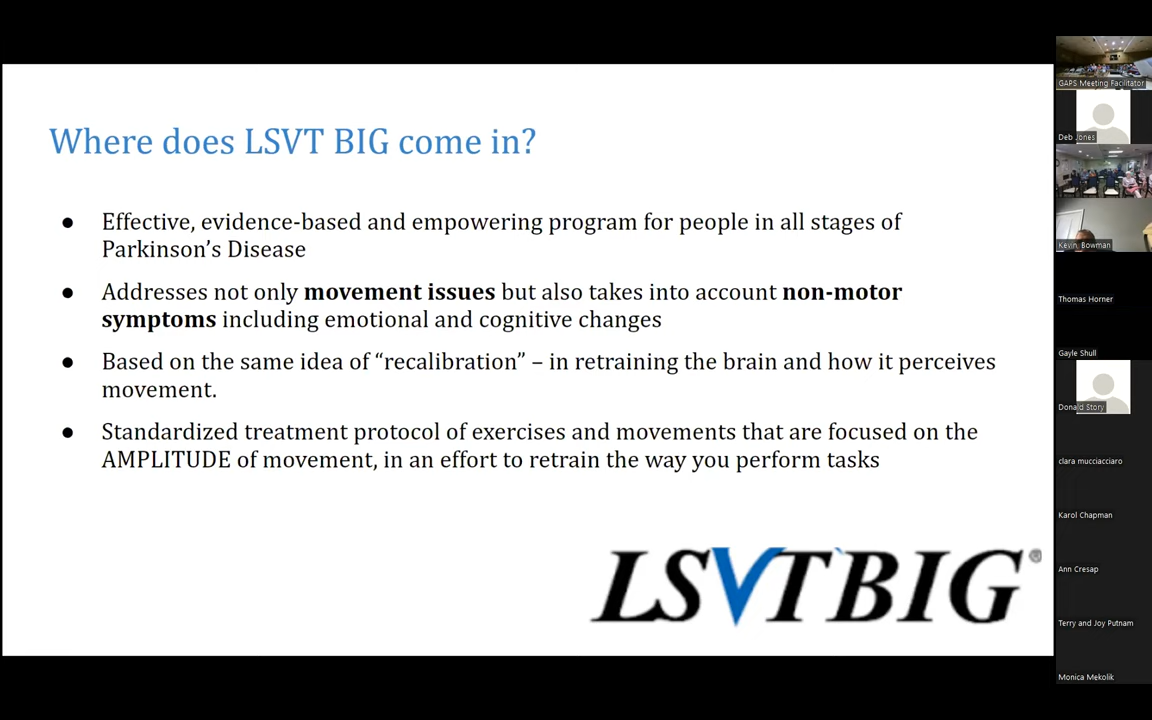 Where does LSVT BIG come in?
● Effective, evidence-based and empowering program for people in all stages of
Parkinson’s Disease
● Addresses not only movement issues but also takes into account non-motor
symptoms including emotional and cognitive changes
● Based on the same idea of “recalibration” – in retraining the brain and how it perceives
movement.
● Standardized treatment protocol of exercises and movements that are focused on the
AMPLITUDE of movement, in an effort to retrain the way you perform tasks
LSVT BIG®
GAPS Meeting Facilitator
Deb Jones
Kevin Bowman
Thomas Horner
Gayle Shull
Donald Story
clara mucciacciaro
Karol Chapman
Ann Cresap
Terry and Joy Putnam
Monica Mekolik